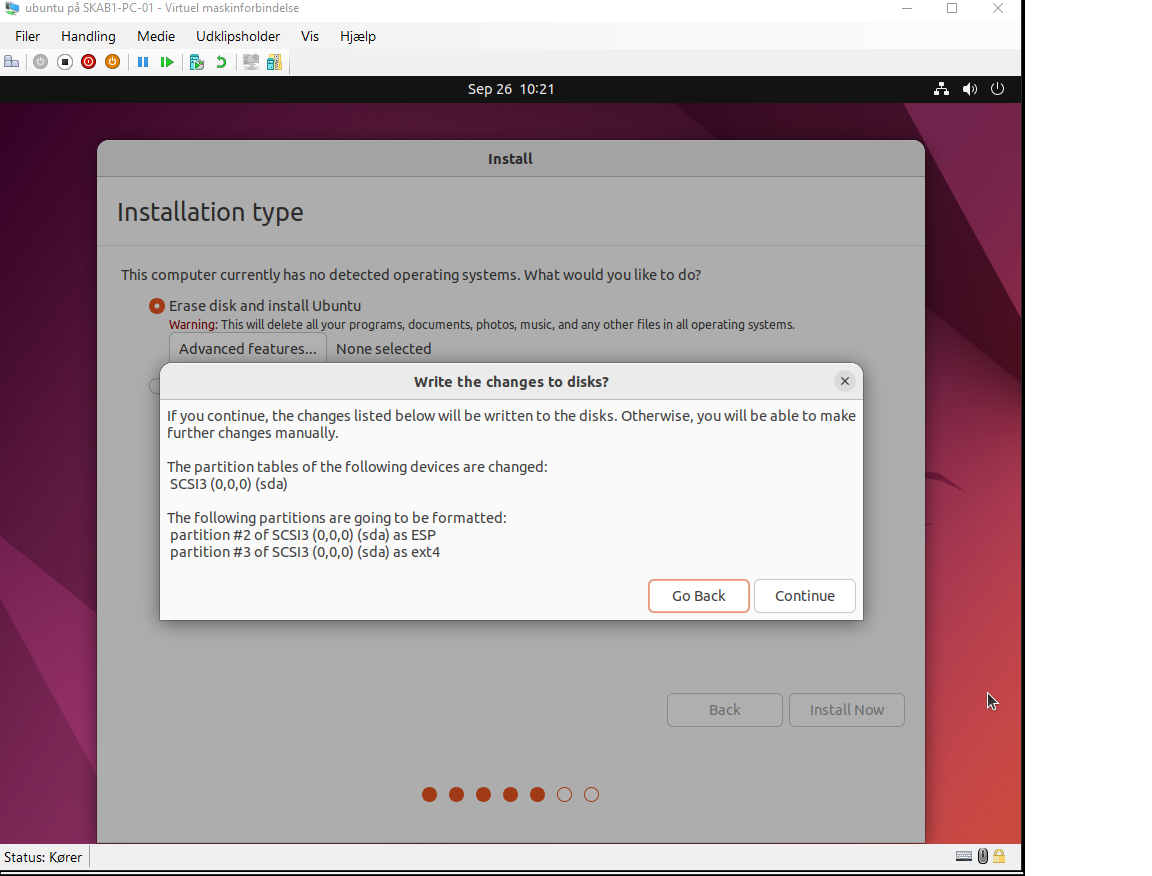 ubuntu på SKAB1-PC-01 - Virtuel maskinforbindelse
Filer Handling Medie Udklipsholder Vis Hjælp
Sep 26 10:21
Install
Installation type
This computer currently has no detected operating systems. What would you like to do?
Erase disk and install Ubuntu
Warning: This will delete all your programs, documents, photos, music, and any other files in all operating systems.
Advanced features... None selected
Write the changes to disks?
If you continue, the changes listed below will be written to the disks. Otherwise, you will be able to make
further changes manually.
The partition tables of the following devices are changed:
SCSI3 (0,0,0) (sda)
The following partitions are going to be formatted:
partition #2 of SCSI3 (0,0,0) (sda) as ESP
partition #3 of SCSI3 (0,0,0) (sda) as ext4
Go Back Continue
Back Install Now
Status: Kører